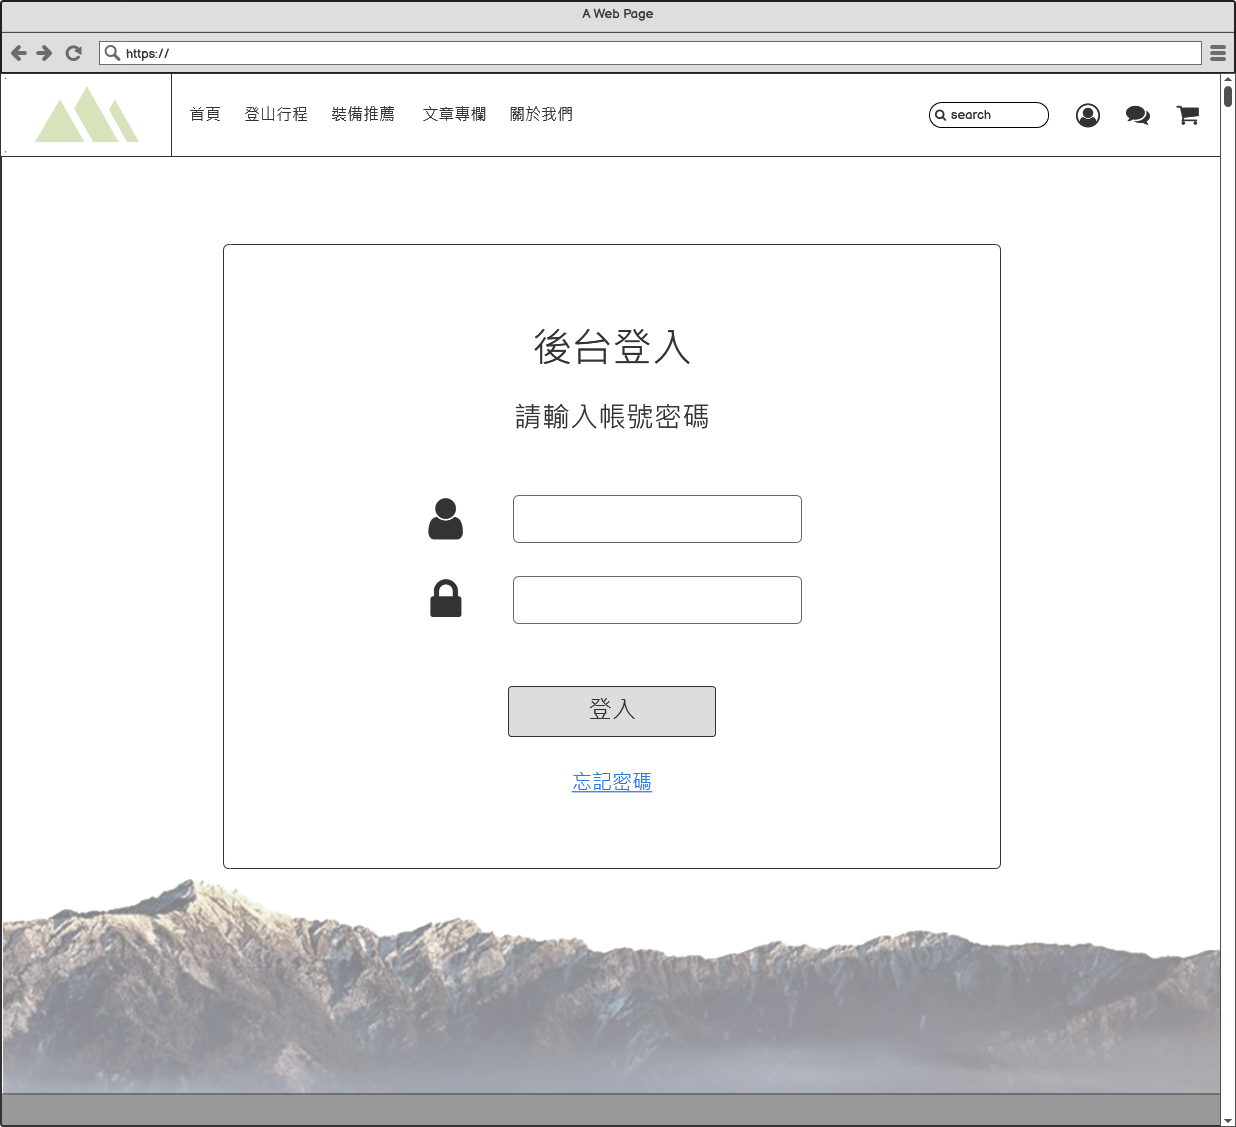 A Web Page
https://
首頁 登山行程 裝備推薦 文章專欄 關於我們 search
後台登入
請輸入帳號密碼
登入
忘記密碼